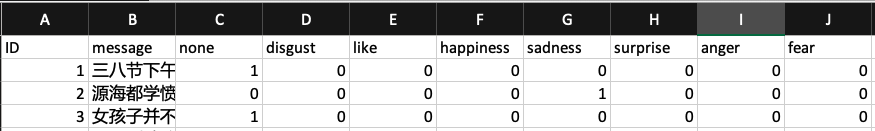 A B C D E F G H I J
ID message none disgust like happiness sadness surprise anger fear
1 三八节下午 1 0 0 0 0 0 0 0
2 源海都学愤 0 0 0 0 1 0 0 0
3 女孩子并不 1 0 0 0 0 0 0 0